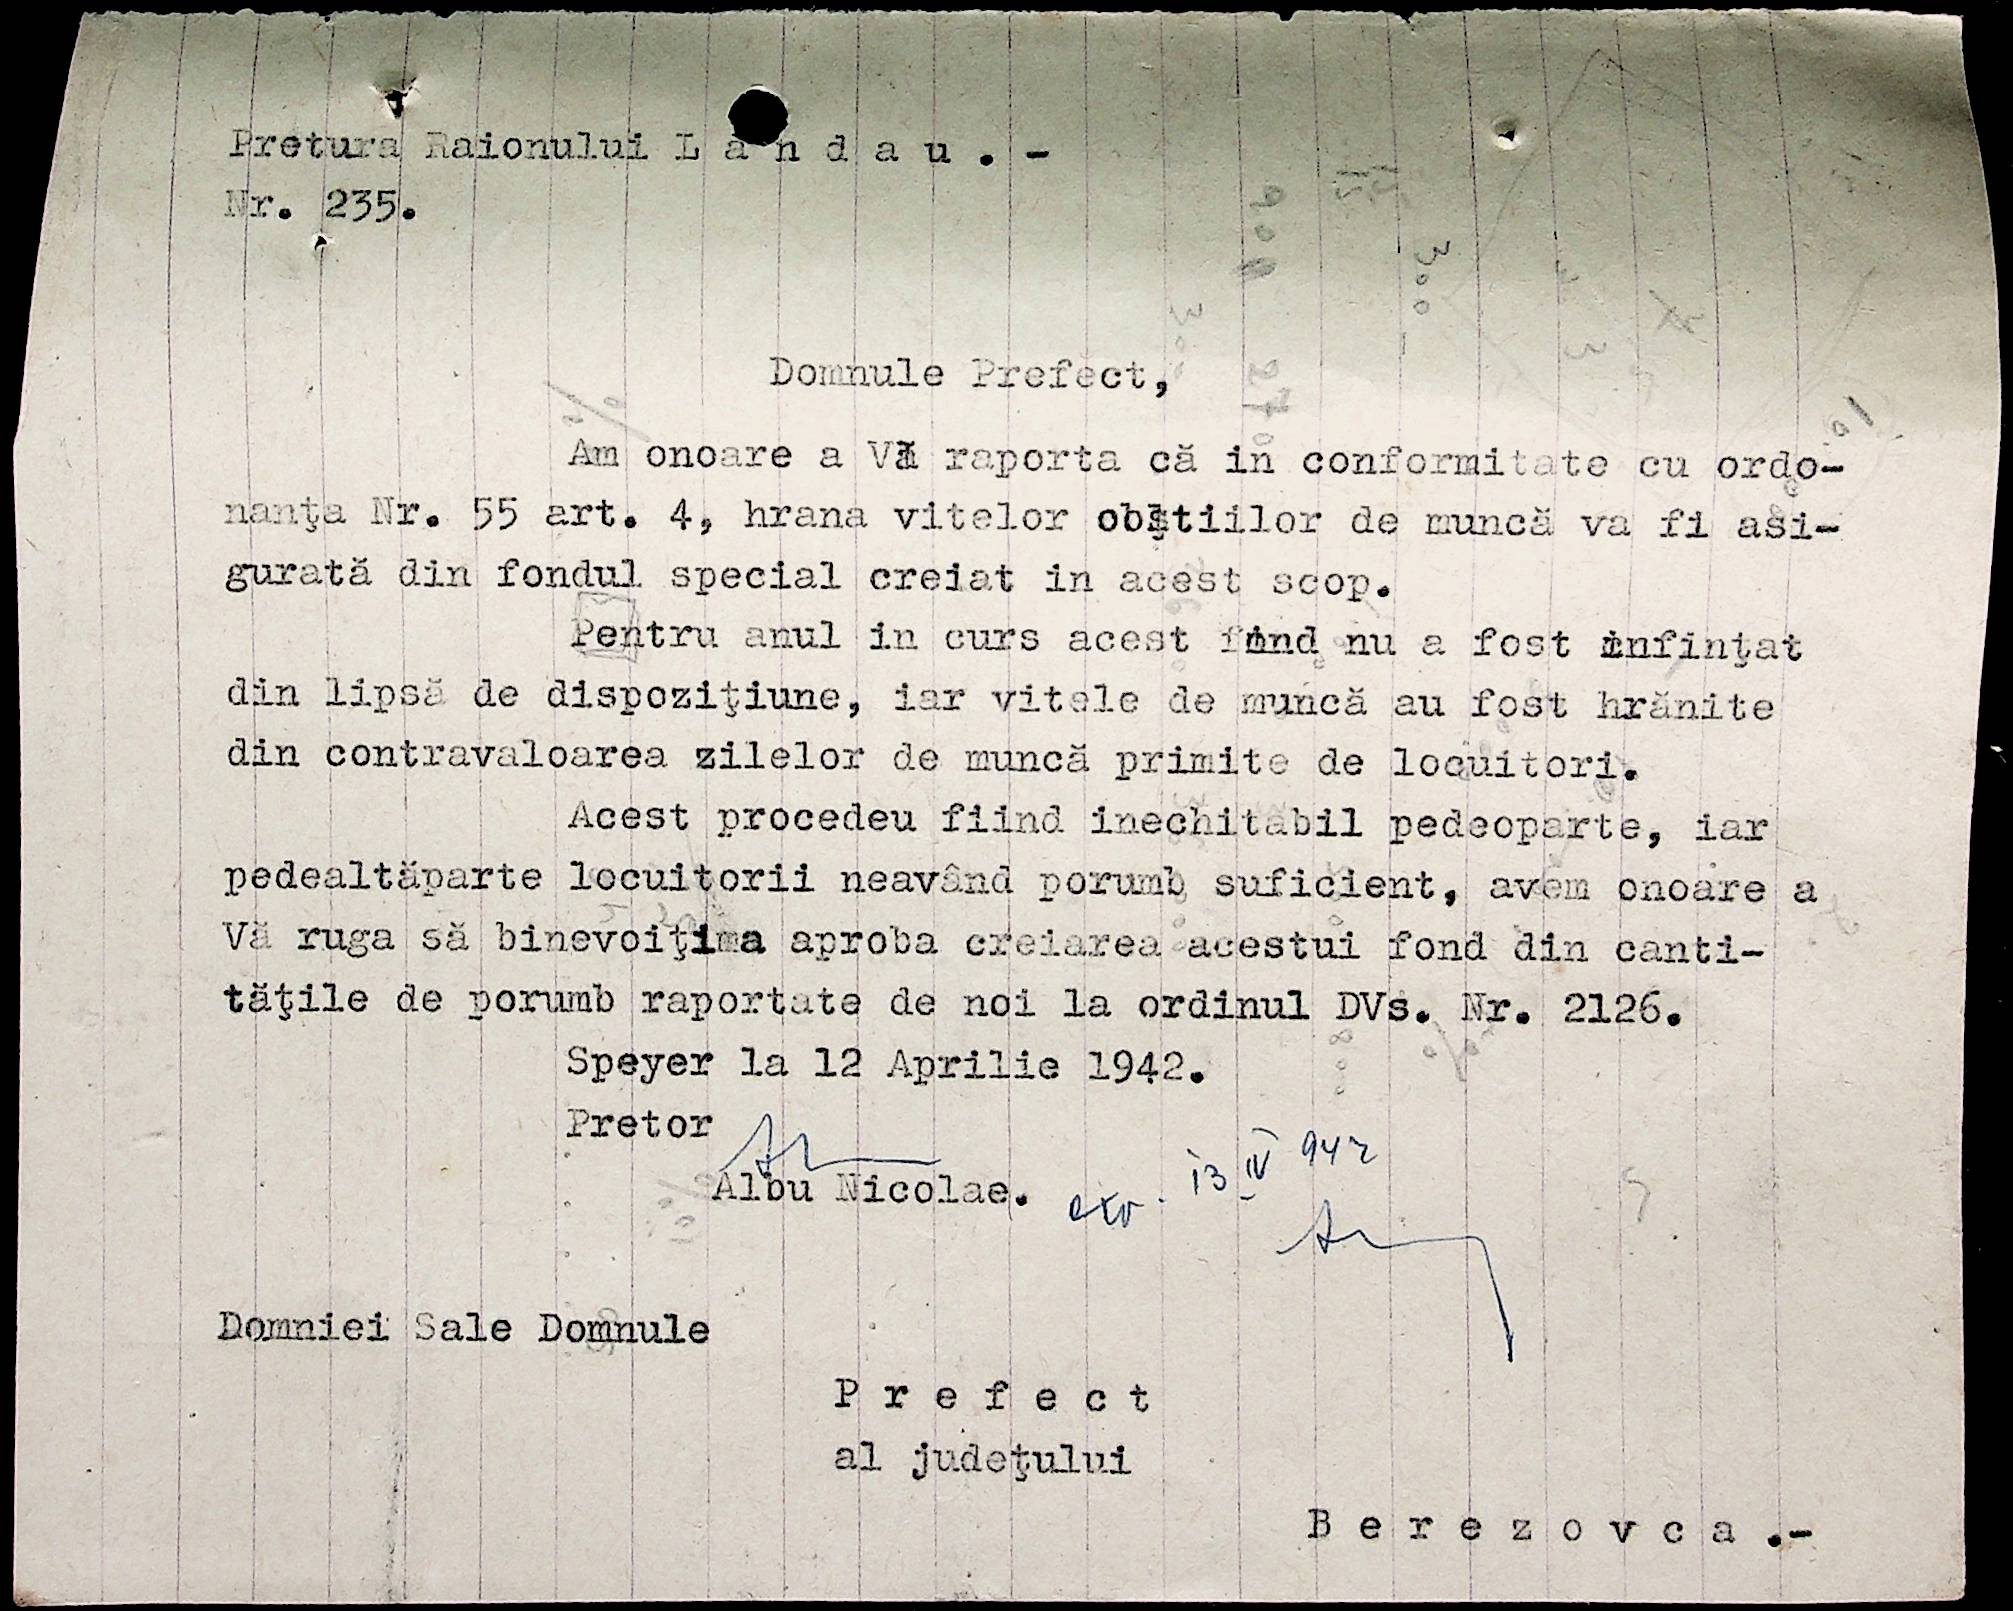 Pretura Raionului L a n d a u . -
Nr. 235.
Domnule Prefect,
Am onoare a Vă raporta că in conformitate cu ordo-
nanţa Nr. 55 art. 4, hrana vitelor obştiilor de muncă va fi asi-
gurată din fondul special creiat in acest scop.
Pentru anul in curs acest fond nu a fost infinţat
din lipsă de dispoziţiune, iar vitele de muncă au fost hrănite
din contravaloarea zilelor de muncă primite de locuitori.
Acest procedeu fiind inechitabil pedeoparte, iar
pedealtăparte locuitorii neavând porumb suficient, avem onoare a
Vă ruga să binevoiţima aproba creiarea acestui fond din canti-
tăţile de porumb raportate de noi la ordinul DVs. Nr. 2126.
Speyer la 12 Aprilie 1942.
Pretor
Albu Nicolae.
13 IV 942
Domniei Sale Domnule
P r e f e c t
al judeţului
B e r e z o v c a .-